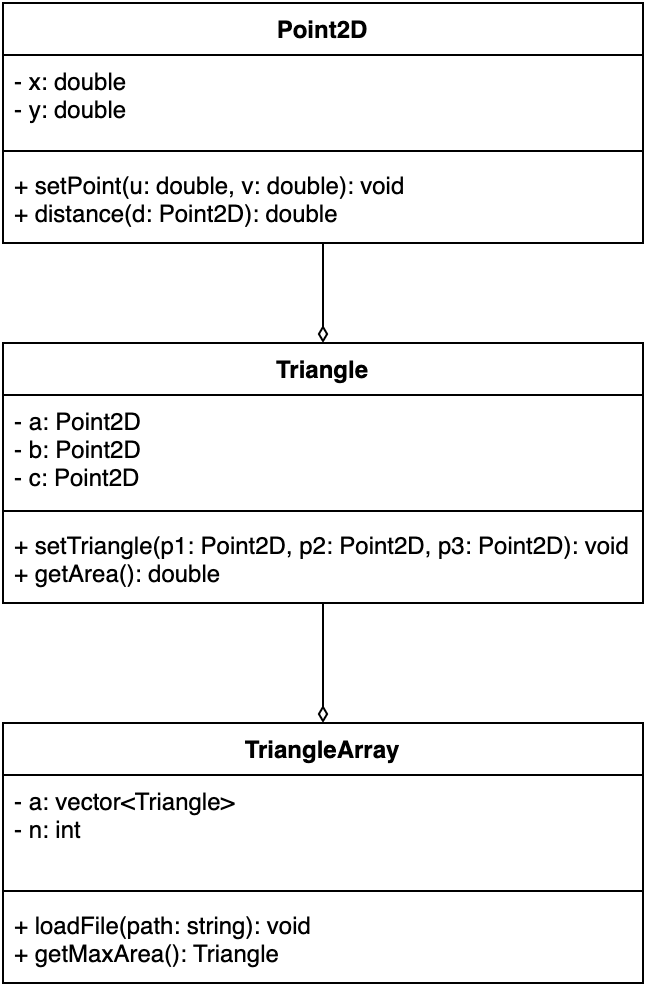 Point2D
- x: double
- y: double
+ setPoint(u: double, v: double): void
+ distance(d: Point2D): double
Triangle
- a: Point2D
- b: Point2D
- c: Point2D
+ setTriangle(p1: Point2D, p2: Point2D, p3: Point2D): void
+ getArea(): double
TriangleArray
- a: vector<Triangle>
- n: int
+ loadFile(path: string): void
+ getMaxArea(): Triangle